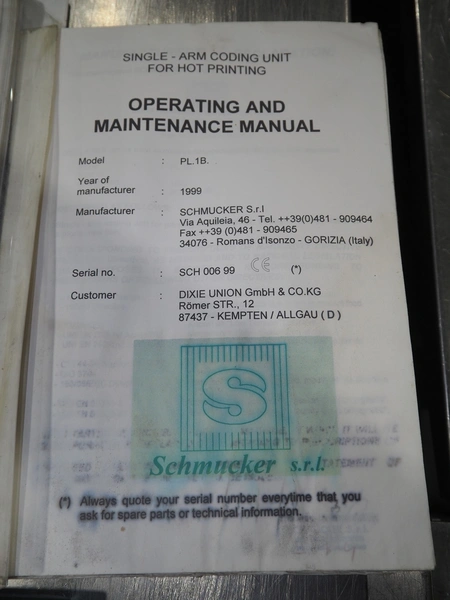 SINGLE - ARM CODING UNIT
FOR HOT PRINTING
OPERATING AND
MAINTENANCE MANUAL
Model : PL.1B.
Year of
manufacturer : 1999
Manufacturer : SCHMUCKER S.r.l
Via Aquileia, 46 - Tel. ++39(0)481 - 909464
Fax ++39 (0)481 - 909465
34076 - Romans d'Isonzo - GORIZIA (Italy)
Serial no. : SCH 006 99 CE (*)
Customer : DIXIE UNION GmbH & CO.KG
Römer STR., 12
87437 - KEMPTEN / ALLGAU ( D )
S
Schmucker s.r.l.
STATEMENT OF
(*) Always quote your serial number everytime that you
ask for spare parts or technical information.